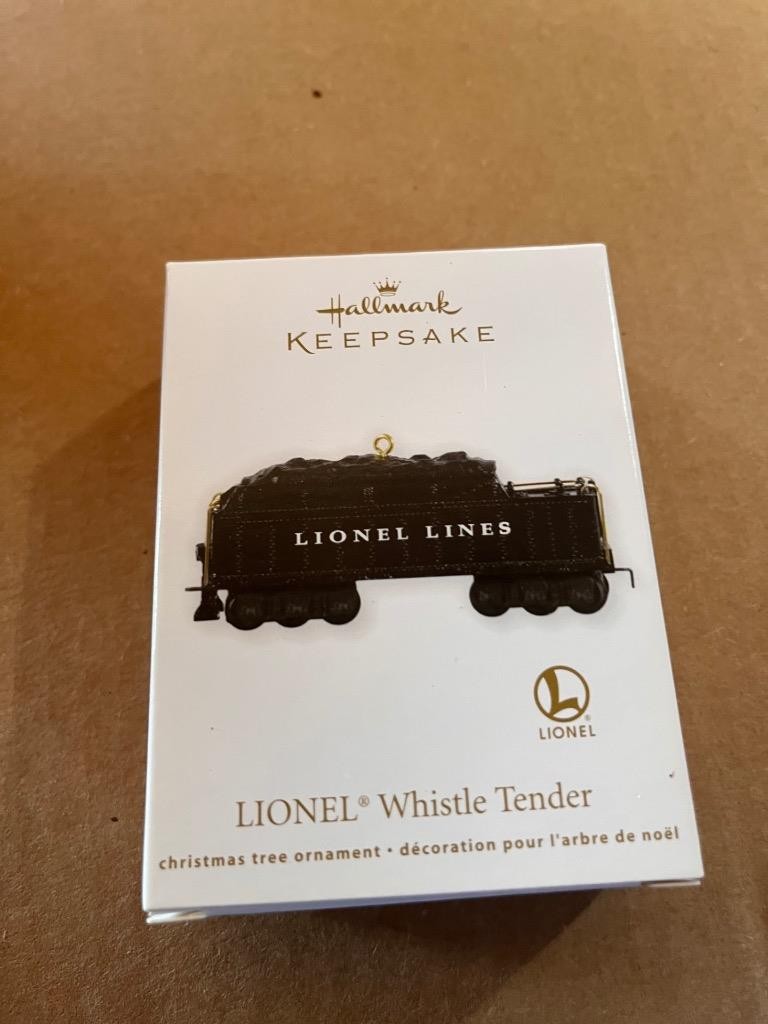 Hallmark
KEEPSAKE
LIONEL LINES
L
®
LIONEL
LIONEL® Whistle Tender
christmas tree ornament • décoration pour l'arbre de noël